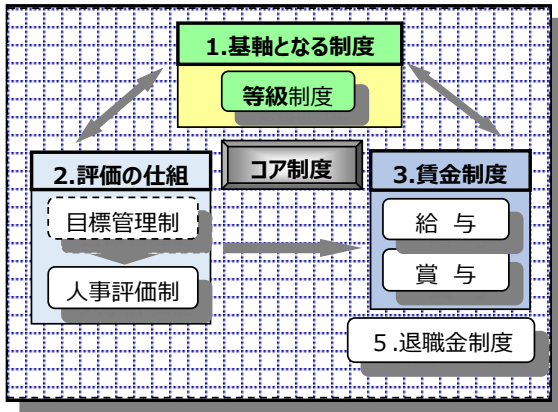 1.基軸となる制度
等級制度
コア制度
2.評価の仕組
目標管理制
人事評価制
3.賃金制度
給 与
賞 与
５.退職金制度